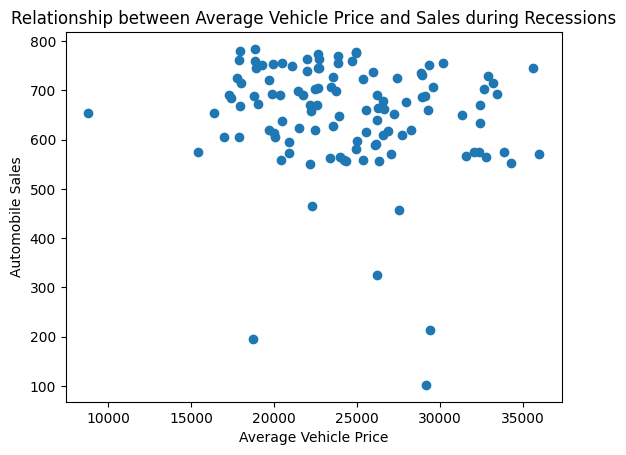 Relationship between Average Vehicle Price and Sales during Recessions
800
700
600
500
400
300
200
100
Automobile Sales
10000 15000 20000 25000 30000 35000
Average Vehicle Price